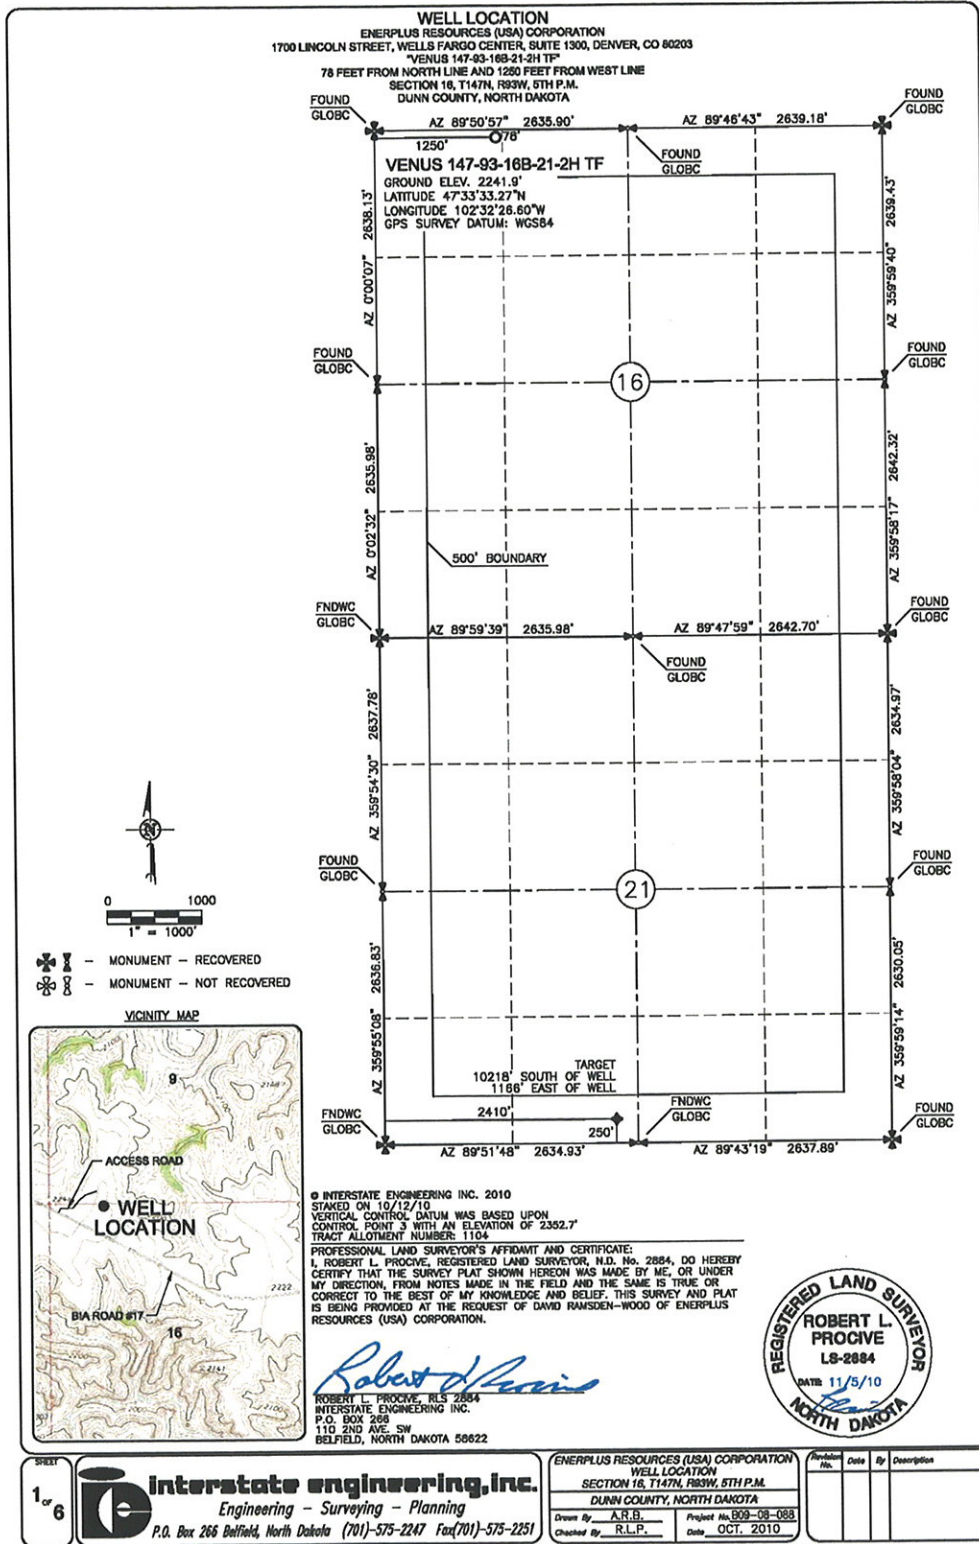 WELL LOCATION
ENERPLUS RESOURCES (USA) CORPORATION
1700 LINCOLN STREET, WELLS FARGO CENTER, SUITE 1300, DENVER, CO 80203
"VENUS 147-93-16B-21-2H TF"
78 FEET FROM NORTH LINE AND 1250 FEET FROM WEST LINE
SECTION 16, T147N, R93W, 5TH P.M.
DUNN COUNTY, NORTH DAKOTA
FOUND
GLOBC
FOUND
GLOBC
AZ 89°50'57" 2635.90'
AZ 89°46'43" 2639.18'
1250'
78'
FOUND
GLOBC
VENUS 147-93-16B-21-2H TF
GROUND ELEV. 2241.9'
LATITUDE 47°33'33.27"N
LONGITUDE 102°32'26.60"W
GPS SURVEY DATUM: WGS84
AZ 0°00'07" 2638.13'
AZ 359°59'40" 2639.43'
FOUND
GLOBC
FOUND
GLOBC
16
AZ 0°02'32" 2635.98'
AZ 359°58'17" 2642.32'
500' BOUNDARY
FNDWC
GLOBC
FOUND
GLOBC
AZ 89°59'39" 2635.98'
AZ 89°47'59" 2642.70'
FOUND
GLOBC
AZ 359°54'30" 2637.78'
AZ 359°58'04" 2634.97'
N
0 1000
1" = 1000'
FOUND
GLOBC
FOUND
GLOBC
21
- MONUMENT - RECOVERED
- MONUMENT - NOT RECOVERED
AZ 359°55'08" 2636.83'
AZ 359°59'14" 2630.05'
TARGET
10218' SOUTH OF WELL
1166' EAST OF WELL
FNDWC
GLOBC
2410'
250'
FNDWC
GLOBC
FOUND
GLOBC
AZ 89°51'48" 2634.93'
AZ 89°43'19" 2637.89'
VICINITY MAP
9
ACCESS ROAD
WELL
LOCATION
BIA ROAD #17
2222
16
2141
© INTERSTATE ENGINEERING INC. 2010
STAKED ON 10/12/10
VERTICAL CONTROL DATUM WAS BASED UPON
CONTROL POINT 3 WITH AN ELEVATION OF 2352.7'
TRACT ALLOTMENT NUMBER: 1104
PROFESSIONAL LAND SURVEYOR'S AFFIDAVIT AND CERTIFICATE:
I, ROBERT L. PROCIVE, REGISTERED LAND SURVEYOR, N.D. No. 2884, DO HEREBY
CERTIFY THAT THE SURVEY PLAT SHOWN HEREON WAS MADE BY ME, OR UNDER
MY DIRECTION, FROM NOTES MADE IN THE FIELD AND THE SAME IS TRUE OR
CORRECT TO THE BEST OF MY KNOWLEDGE AND BELIEF. THIS SURVEY AND PLAT
IS BEING PROVIDED AT THE REQUEST OF DAVID RAMSDEN-WOOD OF ENERPLUS
RESOURCES (USA) CORPORATION.
ROBERT L. PROCIVE, RLS 2884
INTERSTATE ENGINEERING INC.
P.O. BOX 266
110 2ND AVE. SW
BELFIELD, NORTH DAKOTA 58622
REGISTERED LAND SURVEYOR
ROBERT L.
PROCIVE
LS-2884
DATE: 11/5/10
NORTH DAKOTA
SHEET
1 OF 6
interstate engineering, inc.
Engineering - Surveying - Planning
P.O. Box 266 Belfield, North Dakota (701)-575-2247 Fax(701)-575-2251
ENERPLUS RESOURCES (USA) CORPORATION
WELL LOCATION
SECTION 16, T147N, R93W, 5TH P.M.
DUNN COUNTY, NORTH DAKOTA
Drawn By A.R.B. Project No. B09-08-088
Checked By R.L.P. Date OCT. 2010
Revision No. Date By Description